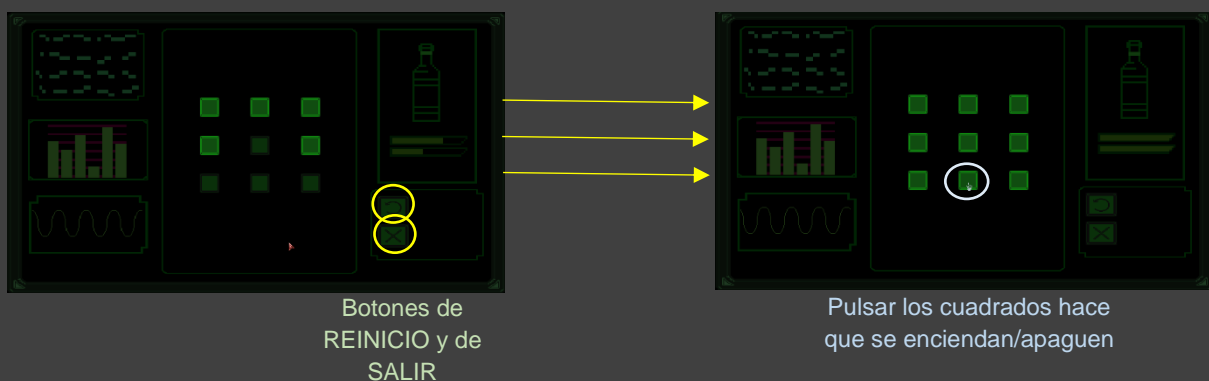 Botones de
REINICIO y de
SALIR
Pulsar los cuadrados hace
que se enciendan/apaguen